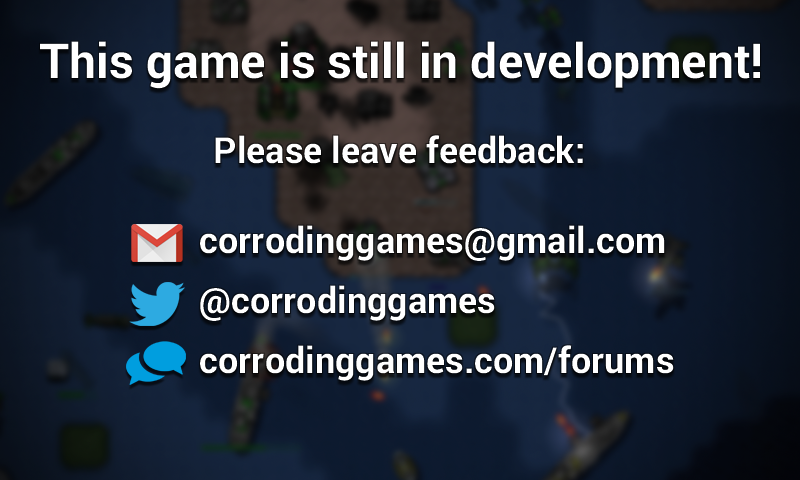 This game is still in development!
Please leave feedback:
corrodinggames@gmail.com
@corrodinggames
corrodinggames.com/forums